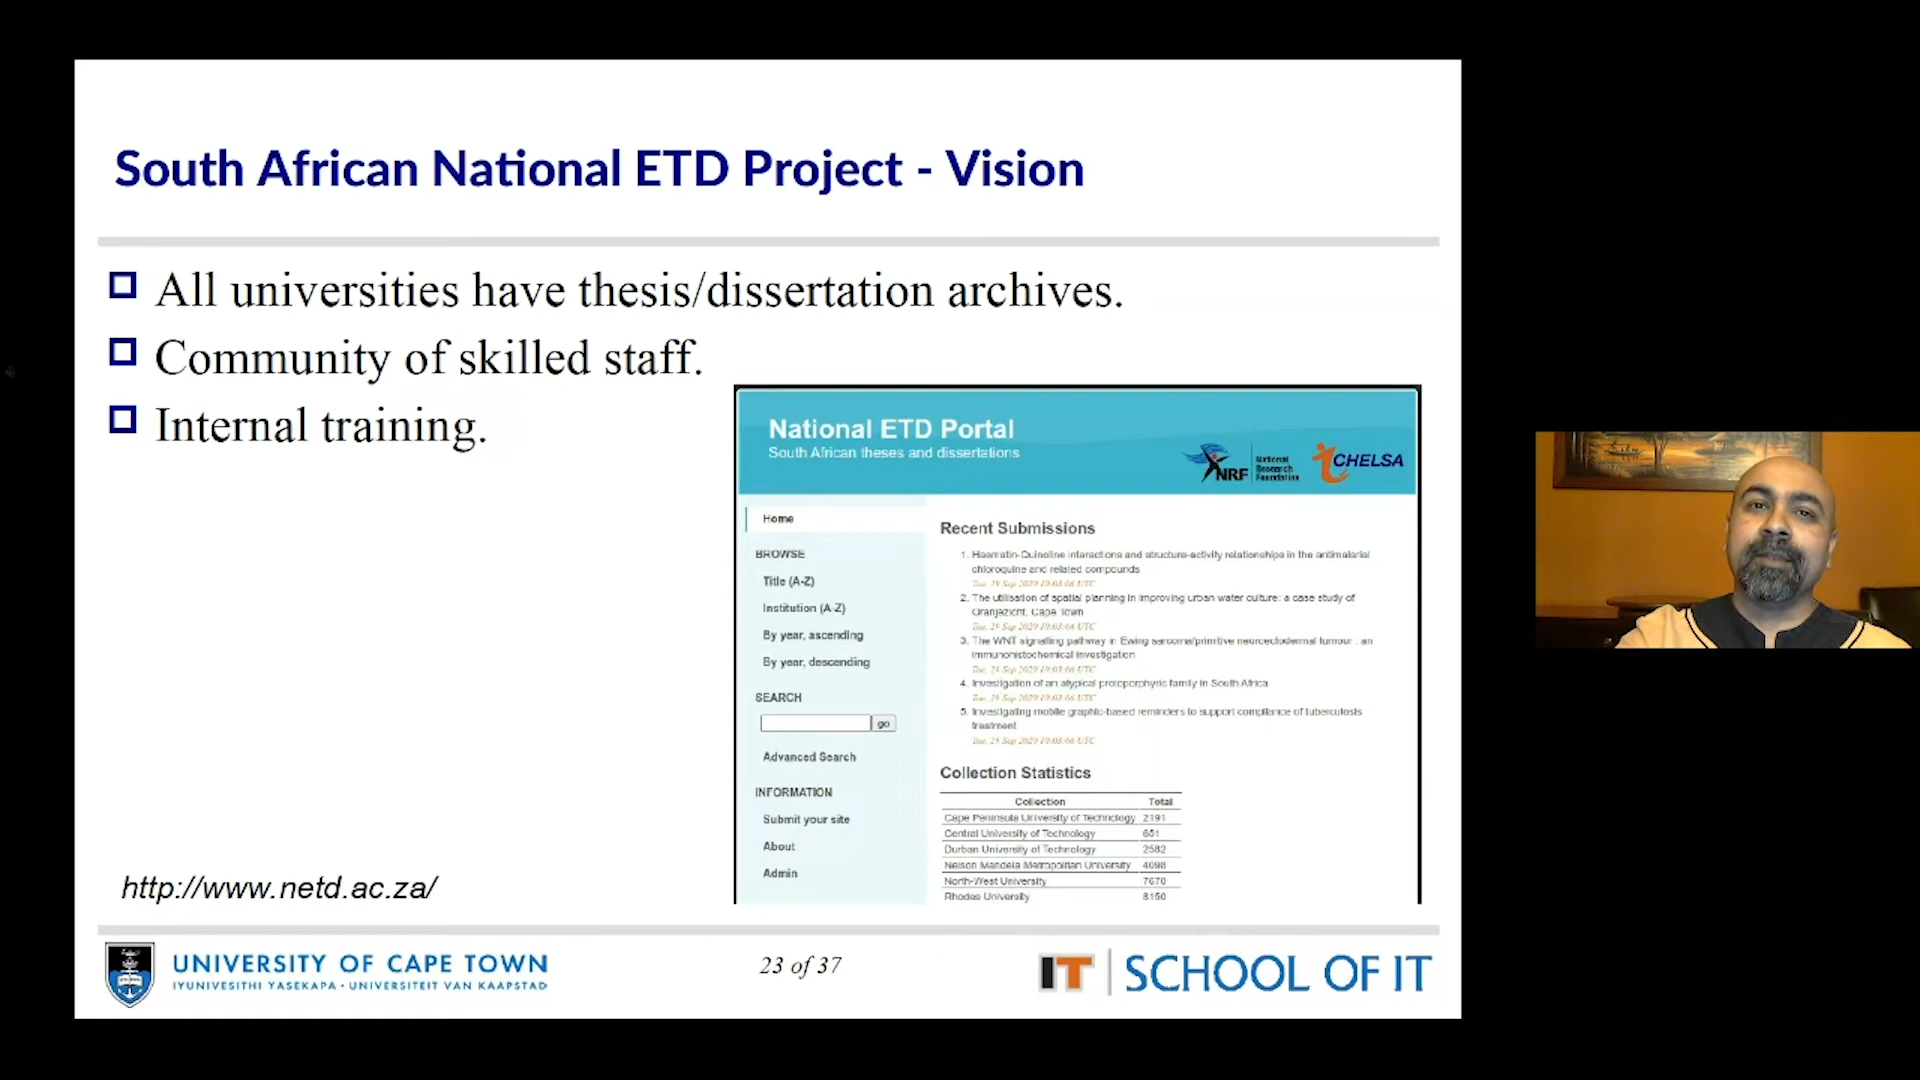 South African National ETD Project - Vision
All universities have thesis/dissertation archives.
Community of skilled staff.
Internal training.
National ETD Portal
South African theses and dissertations
NRF
National
Research
Foundation
CHELSA
Home
BROWSE
Title (A-Z)
Institution (A-Z)
By year, ascending
By year, descending
SEARCH
go
Advanced Search
INFORMATION
Submit your site
About
Admin
Recent Submissions
1. Haematin-Quinoline interactions and structure-activity relationships in the antimalarial
chloroquine and related compounds
Tue, 29 Sep 2020 10:03:06 UTC
2. The utilisation of spatial planning in improving urban water culture: a case study of
Oranjezicht, Cape Town
Tue, 29 Sep 2020 10:03:06 UTC
3. The WNT signalling pathway in Ewing sarcoma/primitive neuroectodermal tumour : an
immunohistochemical investigation
Tue, 29 Sep 2020 10:03:06 UTC
4. Investigation of an atypical protoporphyric family in South Africa
Tue, 29 Sep 2020 10:03:06 UTC
5. Investigating mobile graphic-based reminders to support compliance of tuberculosis
treatment
Tue, 29 Sep 2020 10:03:06 UTC
Collection Statistics
Collection Total
Cape Peninsula University of Technology 2191
Central University of Technology 651
Durban University of Technology 2582
Nelson Mandela Metropolitan University 4098
North-West University 7670
Rhodes University 8150
http://www.netd.ac.za/
UNIVERSITY OF CAPE TOWN
IYUNIVESITHI YASEKAPA · UNIVERSITEIT VAN KAAPSTAD
23 of 37
IT SCHOOL OF IT